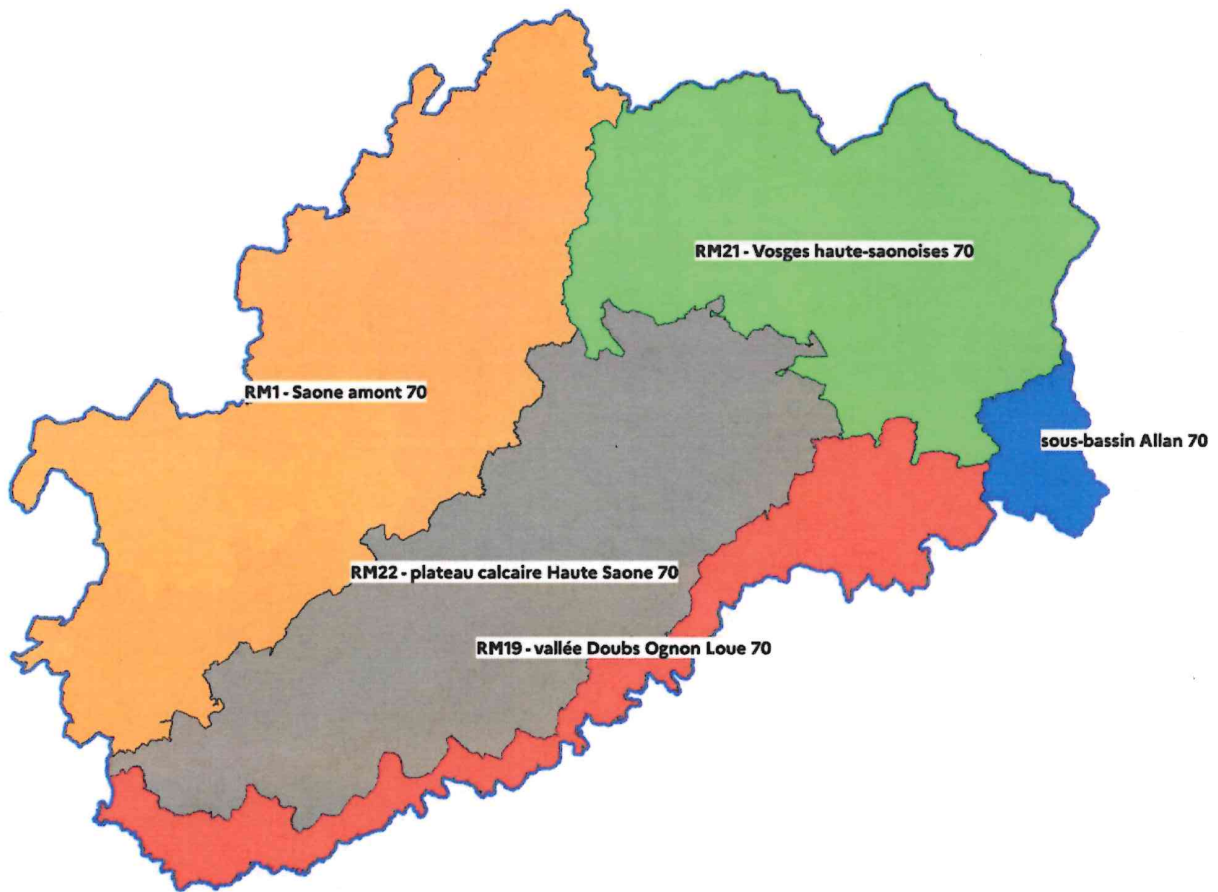 RM21 - Vosges haute-saonoises 70
RM1 - Saone amont 70
sous-bassin Allan 70
RM22 - plateau calcaire Haute Saone 70
RM19 - vallée Doubs Ognon Loue 70